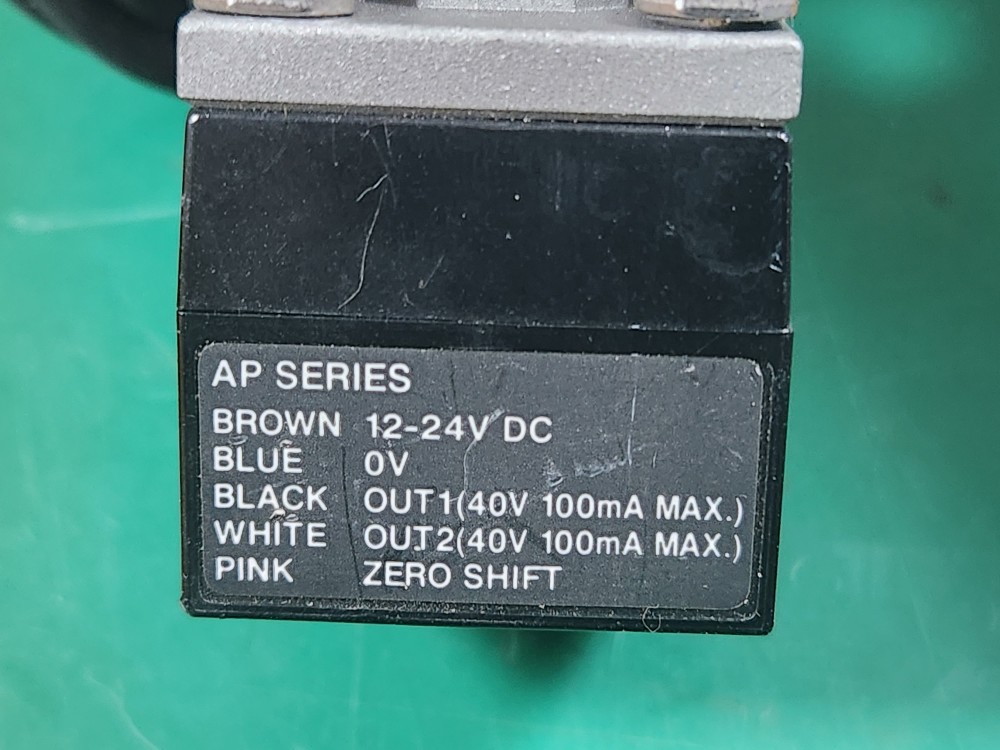 AP SERIES
BROWN 12-24V DC
BLUE 0V
BLACK OUT1(40V 100mA MAX.)
WHITE OUT2(40V 100mA MAX.)
PINK ZERO SHIFT